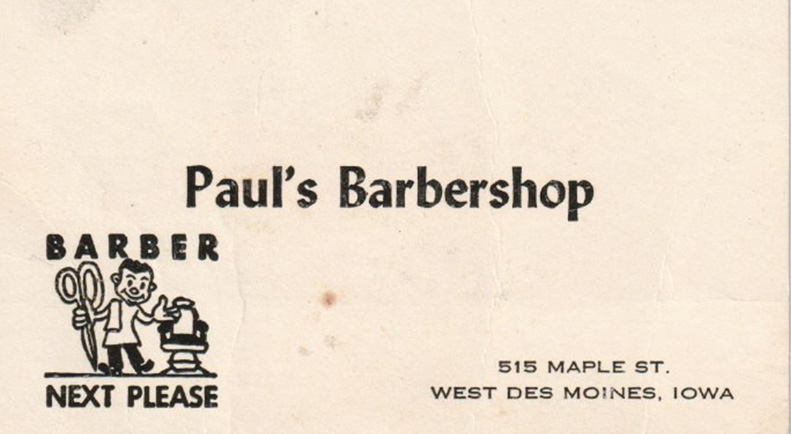 Paul's Barbershop
BARBER
NEXT PLEASE
515 MAPLE ST.
WEST DES MOINES, IOWA